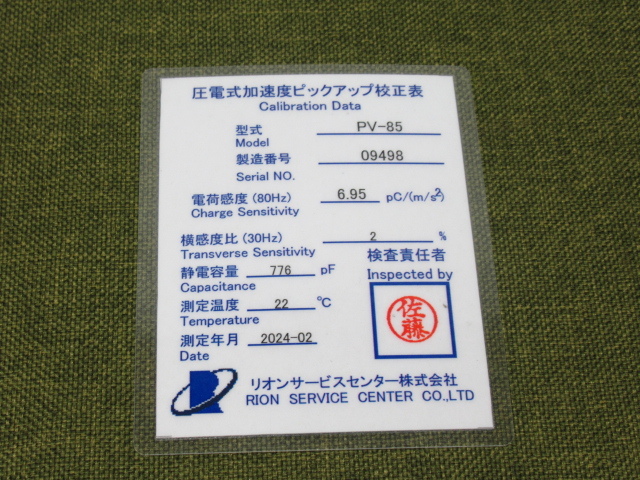 圧電式加速度ピックアップ校正表
Calibration Data
型式 PV-85
Model
製造番号 09498
Serial NO.
電荷感度 (80Hz) 6.95 pC/(m/s²)
Charge Sensitivity
横感度比 (30Hz) 2 %
Transverse Sensitivity
静電容量 776 pF
Capacitance
測定温度 22 ℃
Temperature
測定年月 2024-02
Date
検査責任者
Inspected by
佐藤
リオンサービスセンター株式会社
RION SERVICE CENTER CO.,LTD